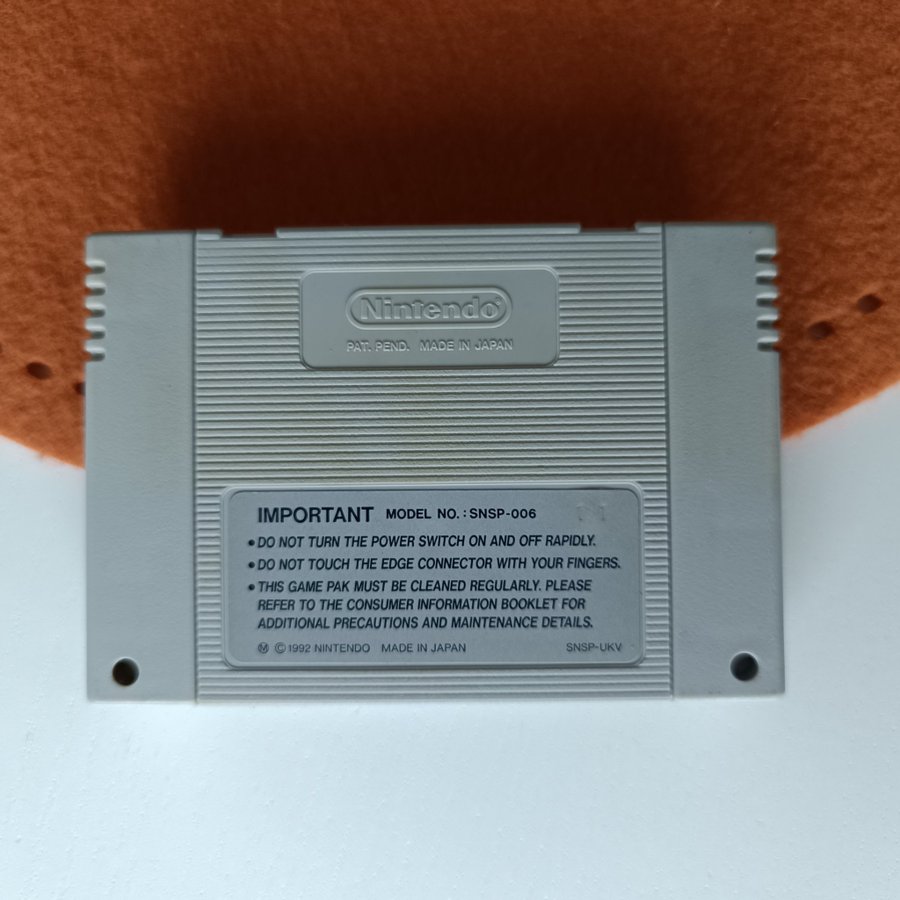 Nintendo®
PAT. PEND. MADE IN JAPAN
IMPORTANT MODEL NO.: SNSP-006
• DO NOT TURN THE POWER SWITCH ON AND OFF RAPIDLY.
• DO NOT TOUCH THE EDGE CONNECTOR WITH YOUR FINGERS.
• THIS GAME PAK MUST BE CLEANED REGULARLY. PLEASE
REFER TO THE CONSUMER INFORMATION BOOKLET FOR
ADDITIONAL PRECAUTIONS AND MAINTENANCE DETAILS.
Ⓜ © 1992 NINTENDO MADE IN JAPAN SNSP-UKV